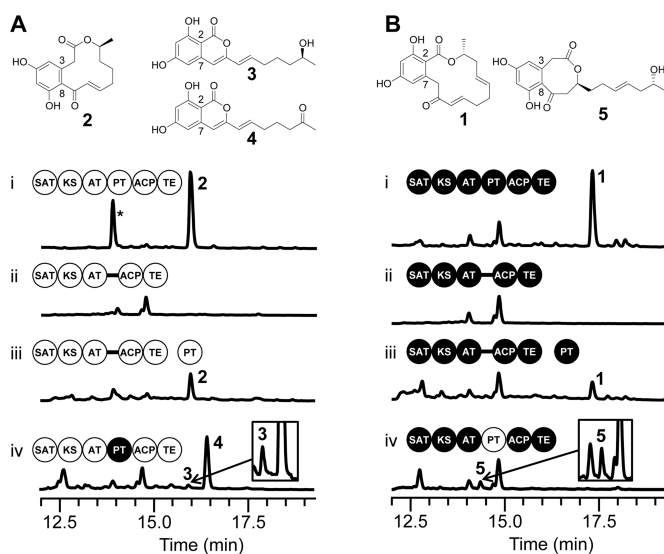 A
B
OH
HO
OH
O
O
O
3
8
2
OH
O
O
2
7
HO
OH
3
OH
O
O
2
7
HO
O
4
OH
O
O
2
7
HO
O
1
HO
OH
O
O
O
3
8
OH
5
i
SAT KS AT PT ACP TE
*
2
ii
SAT KS AT ACP TE
iii
SAT KS AT ACP TE PT
2
iv
SAT KS AT PT ACP TE
3
4
3
12.5 15.0 17.5
Time (min)
i
SAT KS AT PT ACP TE
1
ii
SAT KS AT ACP TE
iii
SAT KS AT ACP TE PT
1
iv
SAT KS AT PT ACP TE
5
5
12.5 15.0 17.5
Time (min)